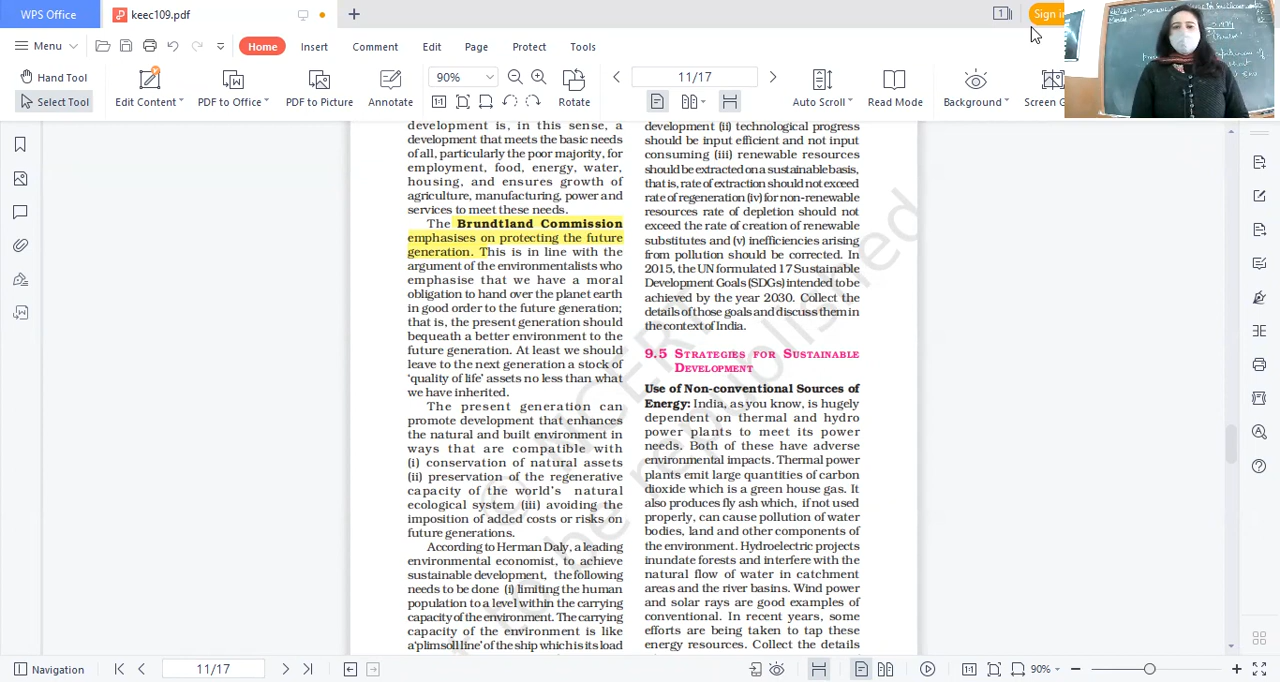 WPS Office
keec109.pdf
Sign in
Menu
Home
Insert
Comment
Edit
Page
Protect
Tools
Hand Tool
Select Tool
Edit Content
PDF to Office
PDF to Picture
Annotate
90%
Rotate
11/17
Auto Scroll
Read Mode
Background
Screen G
development is, in this sense, a
development that meets the basic needs
of all, particularly the poor majority, for
employment, food, energy, water,
housing, and ensures growth of
agriculture, manufacturing, power and
services to meet these needs.
The Brundtland Commission
emphasises on protecting the future
generation. This is in line with the
argument of the environmentalists who
emphasise that we have a moral
obligation to hand over the planet earth
in good order to the future generation;
that is, the present generation should
bequeath a better environment to the
future generation. At least we should
leave to the next generation a stock of
‘quality of life’ assets no less than what
we have inherited.
The present generation can
promote development that enhances
the natural and built environment in
ways that are compatible with
(i) conservation of natural assets
(ii) preservation of the regenerative
capacity of the world’s natural
ecological system (iii) avoiding the
imposition of added costs or risks on
future generations.
According to Herman Daly, a leading
environmental economist, to achieve
sustainable development, the following
needs to be done (i) limiting the human
population to a level within the carrying
capacity of the environment. The carrying
capacity of the environment is like
a ‘plimsoll line’ of the ship which is its load
development (ii) technological progress
should be input efficient and not input
consuming (iii) renewable resources
should be extracted on a sustainable basis,
that is, rate of extraction should not exceed
rate of regeneration (iv) for non-renewable
resources rate of depletion should not
exceed the rate of creation of renewable
substitutes and (v) inefficiencies arising
from pollution should be corrected. In
2015, the UN formulated 17 Sustainable
Development Goals (SDGs) intended to be
achieved by the year 2030. Collect the
details of those goals and discuss them in
the context of India.
9.5 Strategies for Sustainable
Development
Use of Non-conventional Sources of
Energy: India, as you know, is hugely
dependent on thermal and hydro
power plants to meet its power
needs. Both of these have adverse
environmental impacts. Thermal power
plants emit large quantities of carbon
dioxide which is a green house gas. It
also produces fly ash which, if not used
properly, can cause pollution of water
bodies, land and other components of
the environment. Hydroelectric projects
inundate forests and interfere with the
natural flow of water in catchment
areas and the river basins. Wind power
and solar rays are good examples of
conventional. In recent years, some
efforts are being taken to tap these
energy resources. Collect the details
© NCERT
to be republished
Navigation
11/17
90%